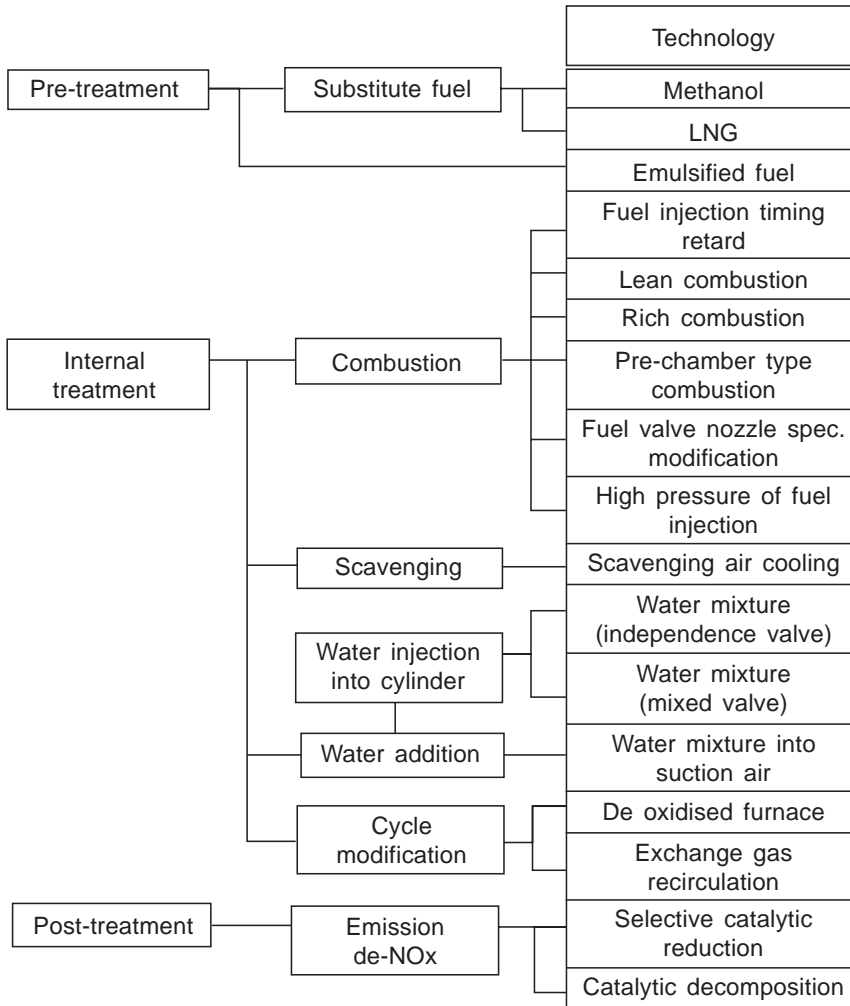 Technology
Pre-treatment
Substitute fuel
Methanol
LNG
Emulsified fuel
Fuel injection timing
retard
Lean combustion
Rich combustion
Internal
treatment
Combustion
Pre-chamber type
combustion
Fuel valve nozzle spec.
modification
High pressure of fuel
injection
Scavenging
Scavenging air cooling
Water injection
into cylinder
Water mixture
(independence valve)
Water mixture
(mixed valve)
Water addition
Water mixture into
suction air
Cycle
modification
De oxidised furnace
Exchange gas
recirculation
Post-treatment
Emission
de-NOx
Selective catalytic
reduction
Catalytic decomposition